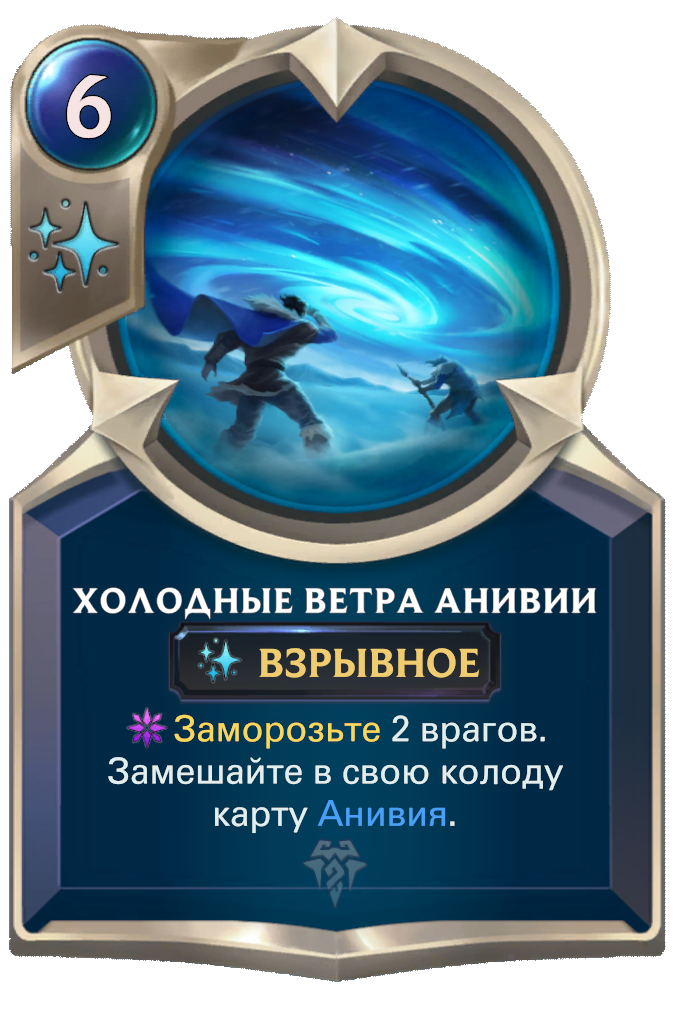 6
ХОЛОДНЫЕ ВЕТРА АНИВИИ
ВЗРЫВНОЕ
Заморозьте 2 врагов.
Замешайте в свою колоду
карту Анивия.